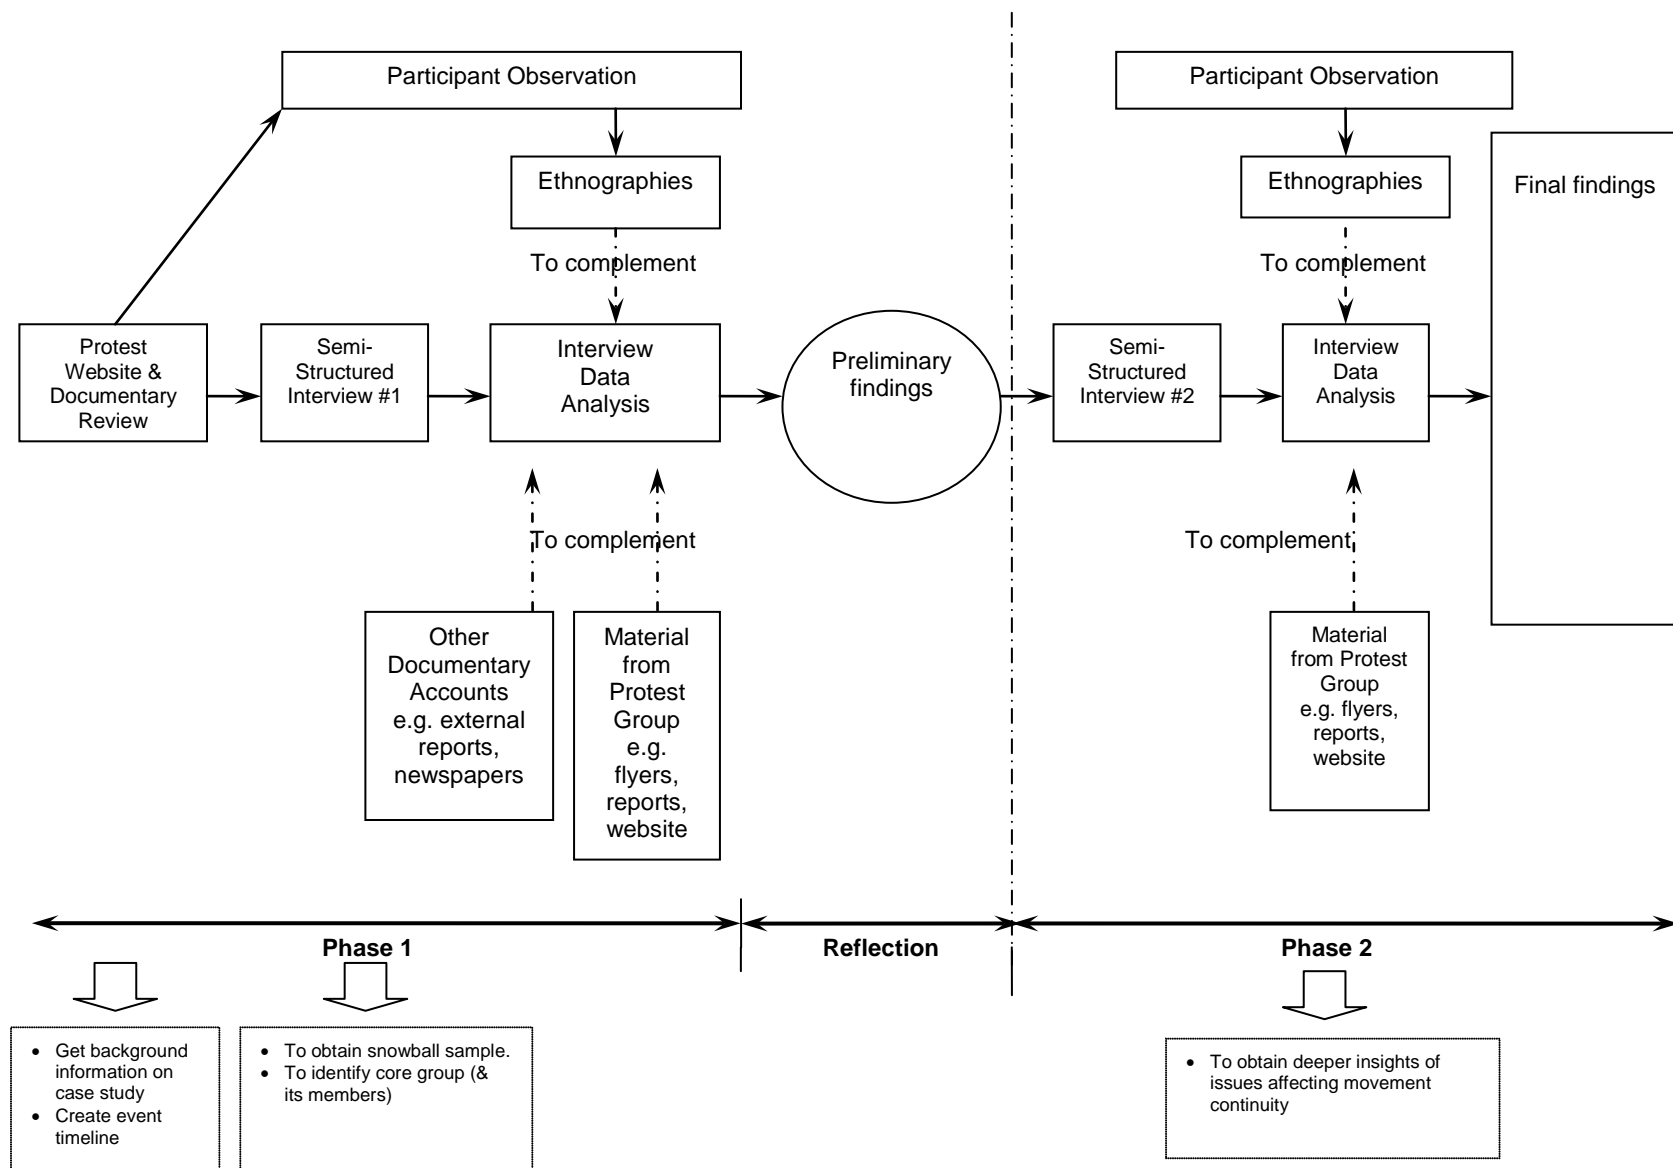 Participant Observation
Participant Observation
Ethnographies
Ethnographies
Final findings
To complement
To complement
Protest
Website &
Documentary
Review
Semi-
Structured
Interview #1
Interview
Data
Analysis
Preliminary
findings
Semi-
Structured
Interview #2
Interview
Data
Analysis
To complement
To complement
Other
Documentary
Accounts
e.g. external
reports,
newspapers
Material
from
Protest
Group
e.g.
flyers,
reports,
website
Material
from Protest
Group
e.g. flyers,
reports,
website
Phase 1
Reflection
Phase 2
• Get background
information on
case study
• Create event
timeline
• To obtain snowball sample.
• To identify core group (&
its members)
• To obtain deeper insights of
issues affecting movement
continuity